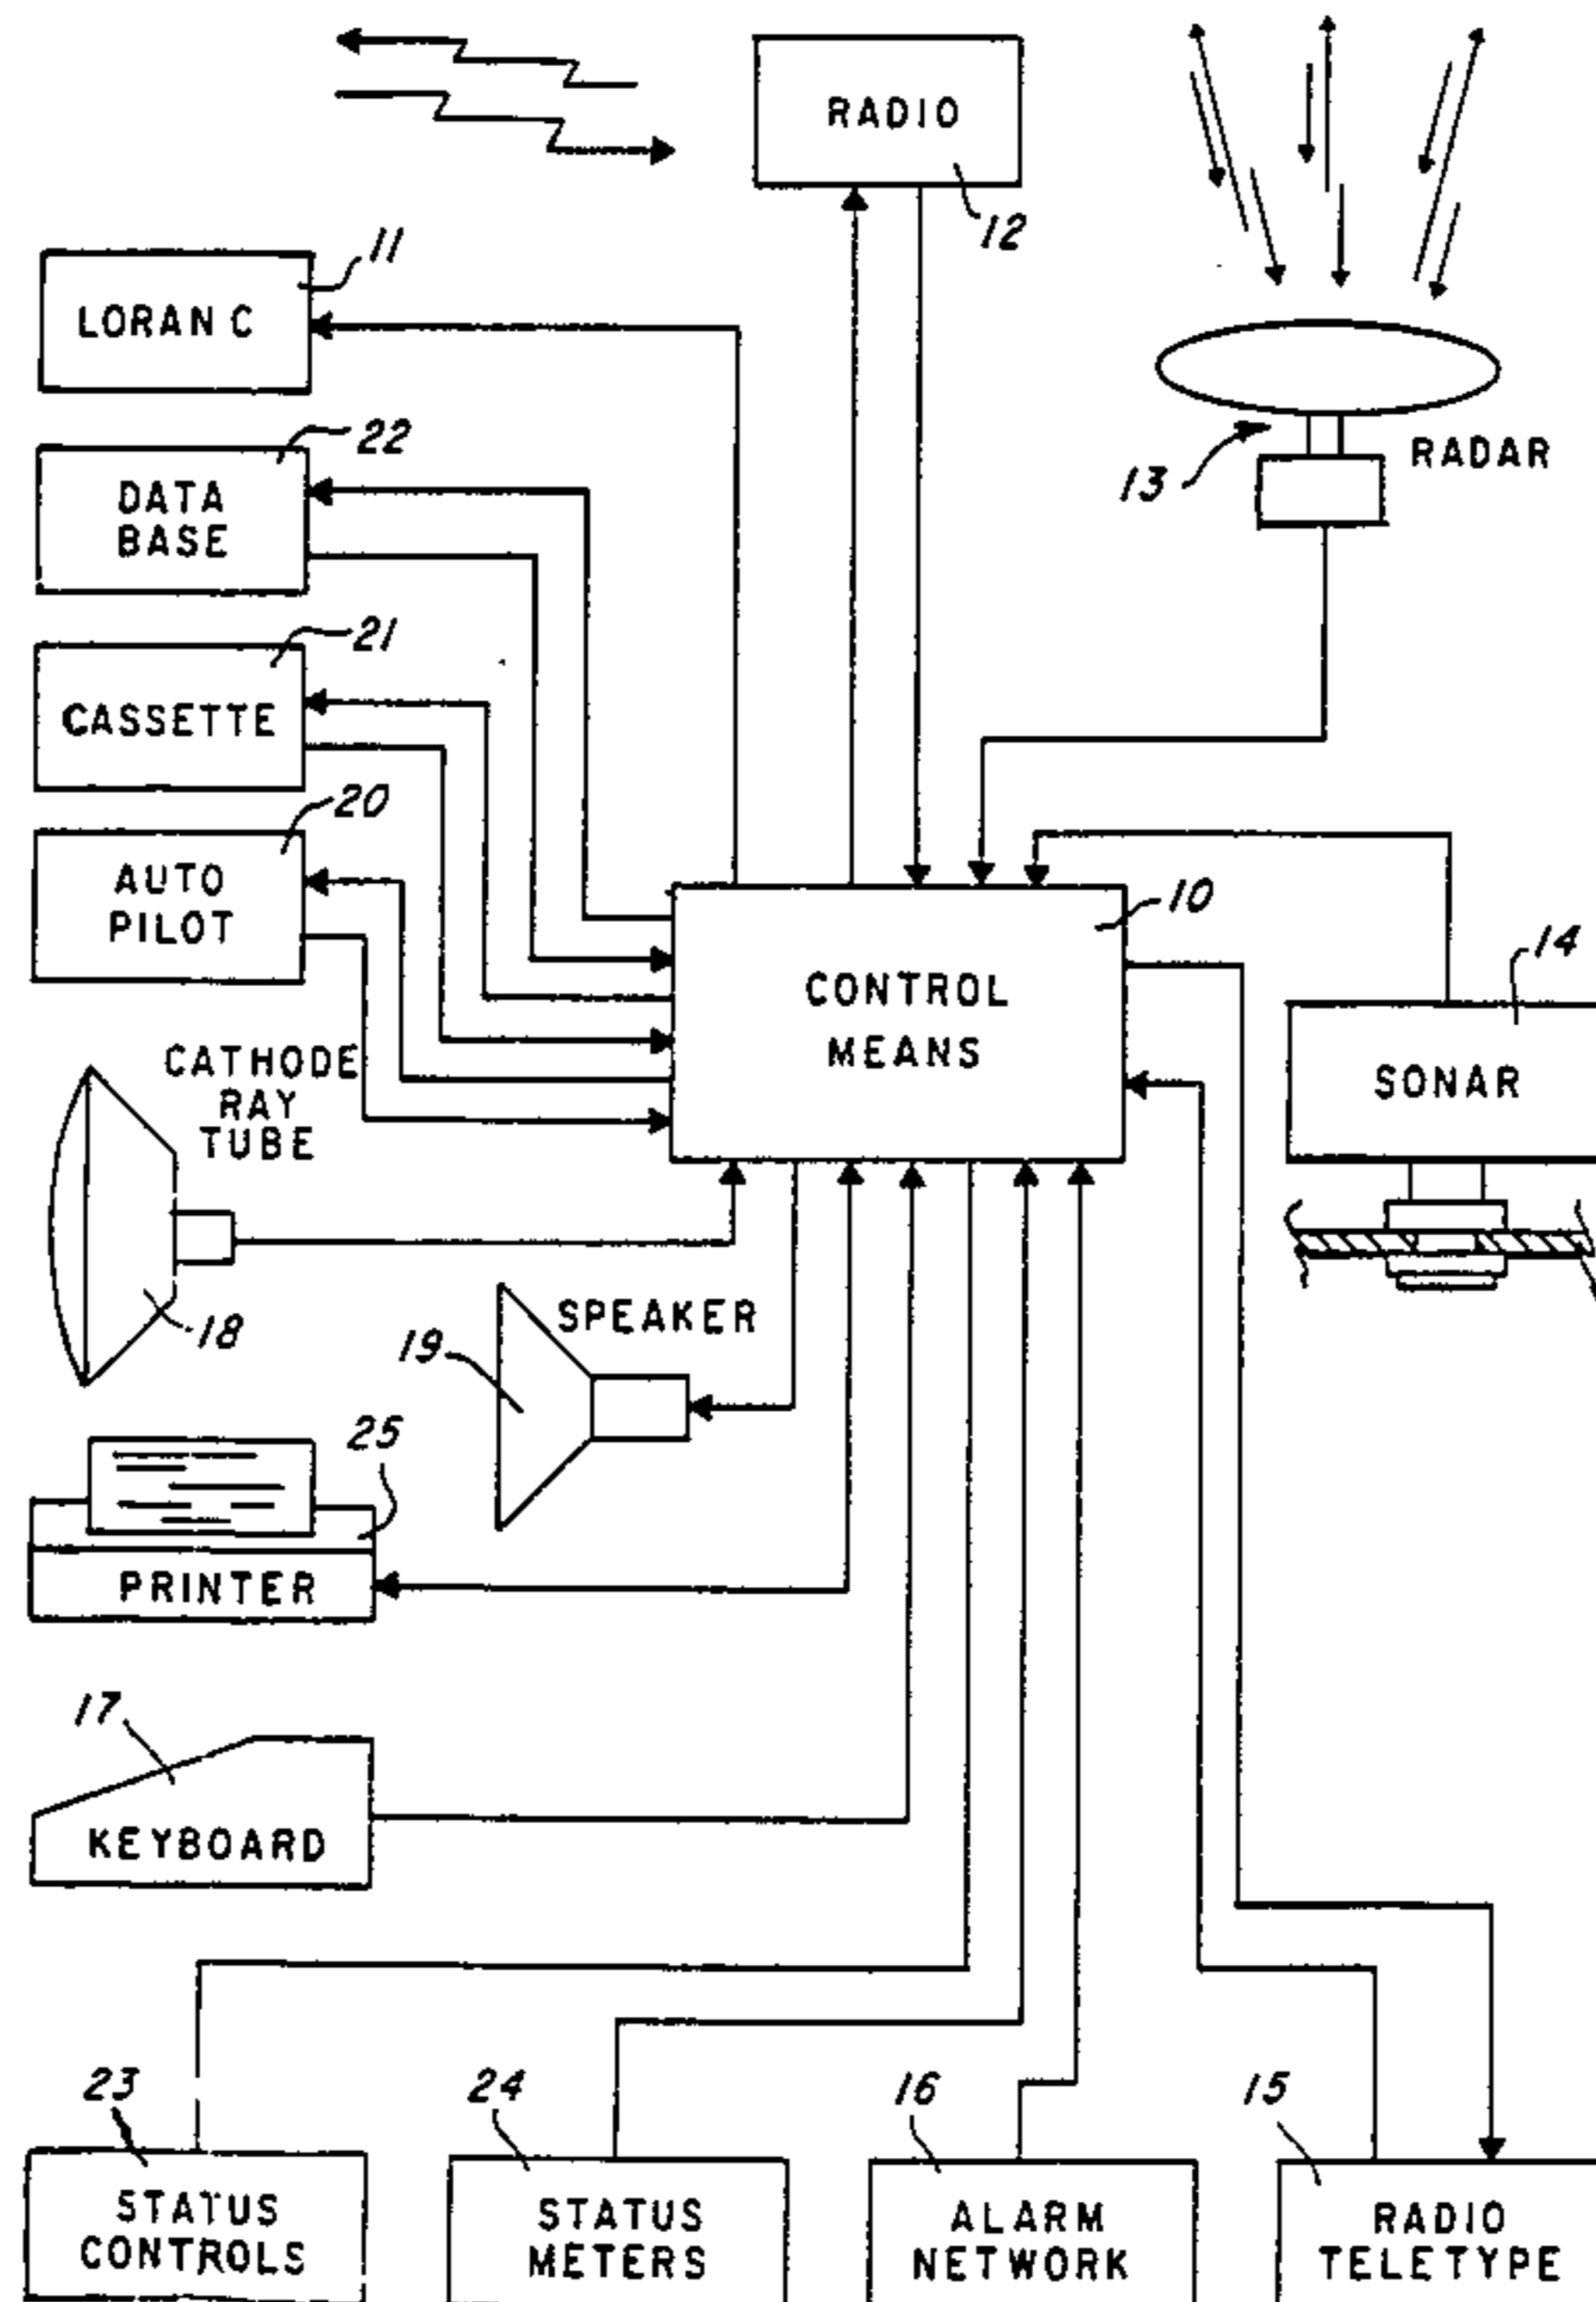 RADIO
12
11
LORAN C
22
DATA
BASE
13
RADAR
21
CASSETTE
20
AUTO
PILOT
10
CONTROL
MEANS
14
SONAR
CATHODE
RAY
TUBE
18
SPEAKER
19
25
PRINTER
17
KEYBOARD
23
STATUS
CONTROLS
24
STATUS
METERS
16
ALARM
NETWORK
15
RADIO
TELETYPE